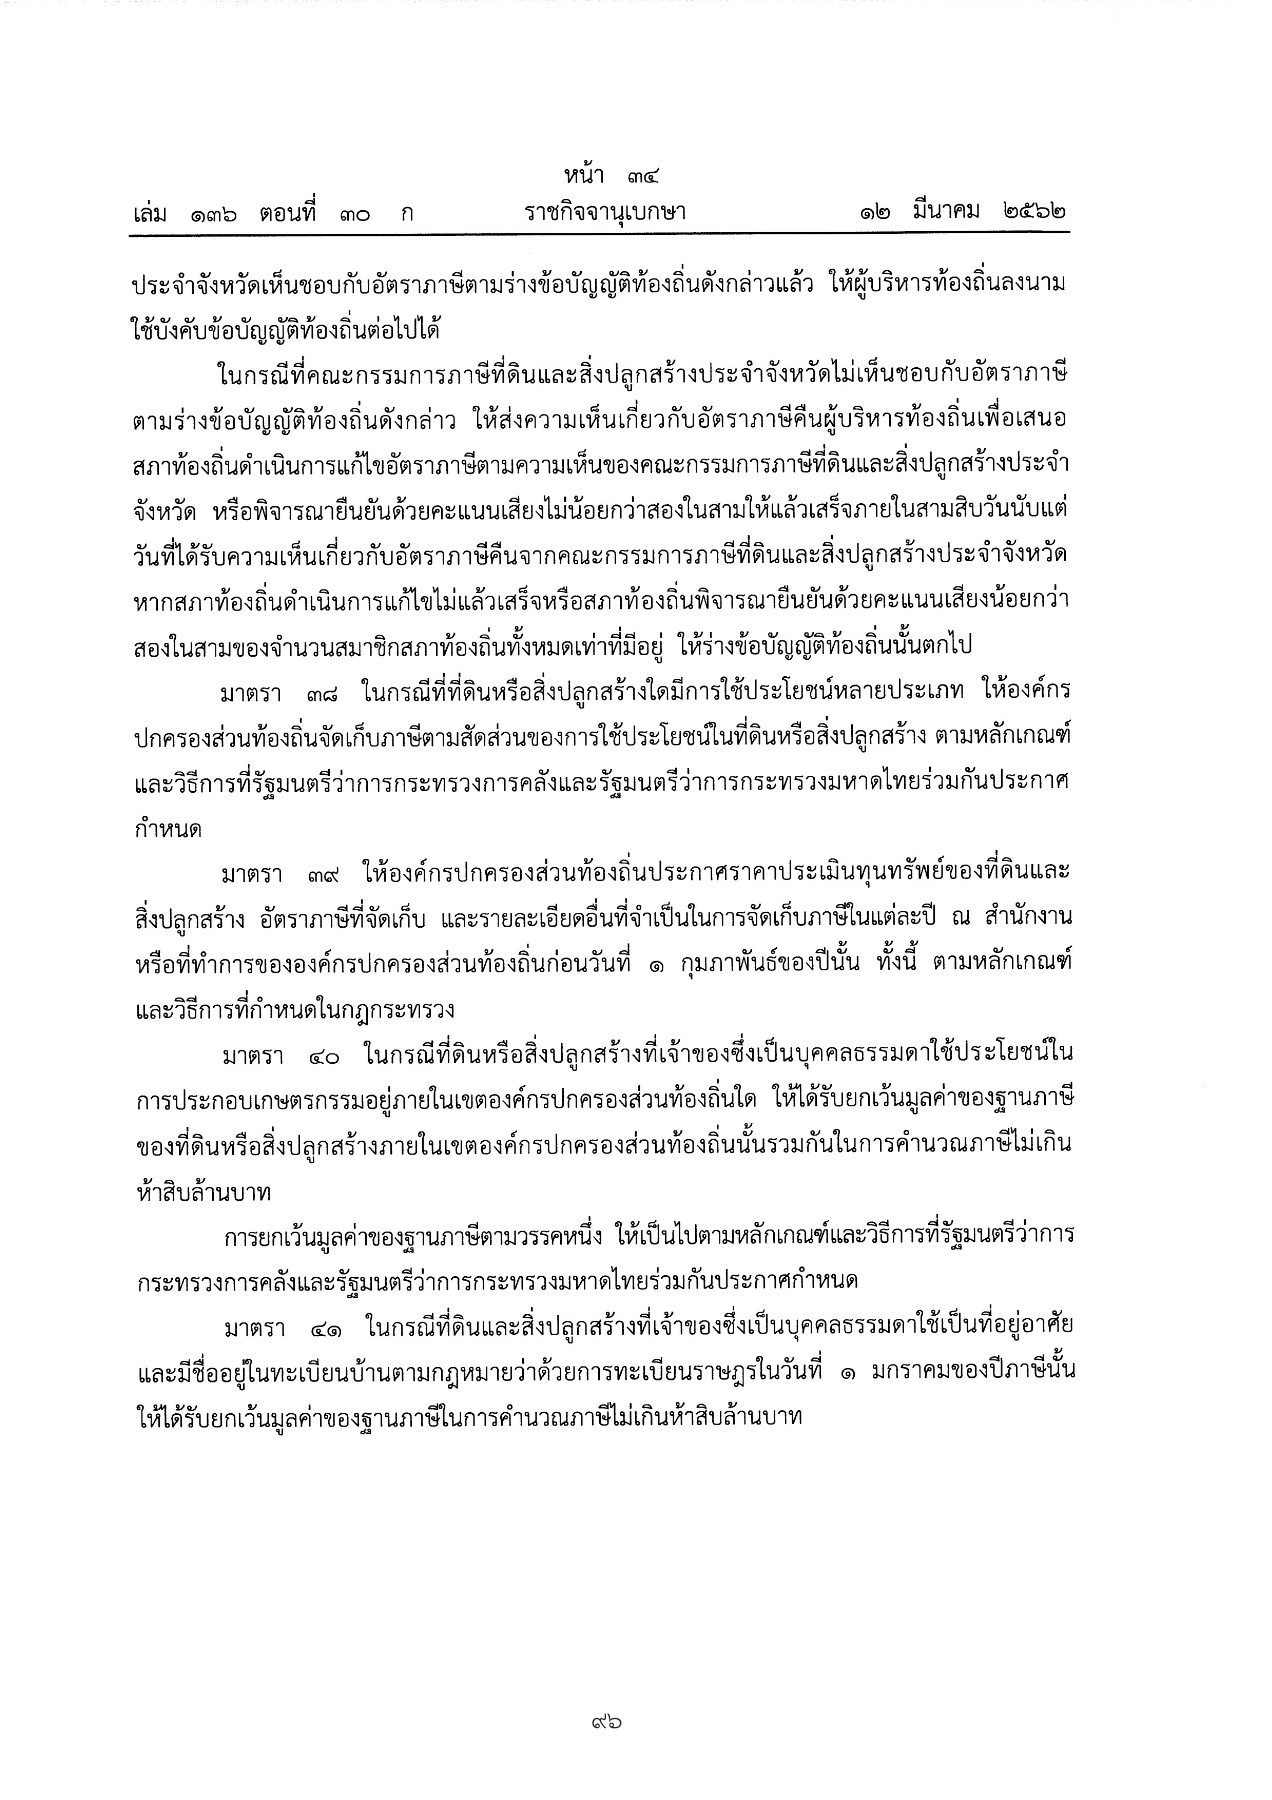 หน้า ๓๔
เล่ม ๑๓๖ ตอนที่ ๓๐ ก ราชกิจจานุเบกษา ๑๒ มีนาคม ๒๕๖๒
ประจำจังหวัดเห็นชอบกับอัตราภาษีตามร่างข้อบัญญัติท้องถิ่นดังกล่าวแล้ว ให้ผู้บริหารท้องถิ่นลงนาม
ใช้บังคับข้อบัญญัติท้องถิ่นต่อไปได้
ในกรณีที่คณะกรรมการภาษีที่ดินและสิ่งปลูกสร้างประจำจังหวัดไม่เห็นชอบกับอัตราภาษี
ตามร่างข้อบัญญัติท้องถิ่นดังกล่าว ให้ส่งความเห็นเกี่ยวกับอัตราภาษีคืนผู้บริหารท้องถิ่นเพื่อเสนอ
สภาท้องถิ่นดำเนินการแก้ไขอัตราภาษีตามความเห็นของคณะกรรมการภาษีที่ดินและสิ่งปลูกสร้างประจำ
จังหวัด หรือพิจารณายืนยันด้วยคะแนนเสียงไม่น้อยกว่าสองในสามให้แล้วเสร็จภายในสามสิบวันนับแต่
วันที่ได้รับความเห็นเกี่ยวกับอัตราภาษีคืนจากคณะกรรมการภาษีที่ดินและสิ่งปลูกสร้างประจำจังหวัด
หากสภาท้องถิ่นดำเนินการแก้ไขไม่แล้วเสร็จหรือสภาท้องถิ่นพิจารณายืนยันด้วยคะแนนเสียงน้อยกว่า
สองในสามของจำนวนสมาชิกสภาท้องถิ่นทั้งหมดเท่าที่มีอยู่ ให้ร่างข้อบัญญัติท้องถิ่นนั้นตกไป
มาตรา ๓๘ ในกรณีที่ที่ดินหรือสิ่งปลูกสร้างใดมีการใช้ประโยชน์หลายประเภท ให้องค์กร
ปกครองส่วนท้องถิ่นจัดเก็บภาษีตามสัดส่วนของการใช้ประโยชน์ในที่ดินหรือสิ่งปลูกสร้าง ตามหลักเกณฑ์
และวิธีการที่รัฐมนตรีว่าการกระทรวงการคลังและรัฐมนตรีว่าการกระทรวงมหาดไทยร่วมกันประกาศ
กำหนด
มาตรา ๓๙ ให้องค์กรปกครองส่วนท้องถิ่นประกาศราคาประเมินทุนทรัพย์ของที่ดินและ
สิ่งปลูกสร้าง อัตราภาษีที่จัดเก็บ และรายละเอียดอื่นที่จำเป็นในการจัดเก็บภาษีในแต่ละปี ณ สำนักงาน
หรือที่ทำการขององค์กรปกครองส่วนท้องถิ่นก่อนวันที่ ๑ กุมภาพันธ์ของปีนั้น ทั้งนี้ ตามหลักเกณฑ์
และวิธีการที่กำหนดในกฎกระทรวง
มาตรา ๔๐ ในกรณีที่ดินหรือสิ่งปลูกสร้างที่เจ้าของซึ่งเป็นบุคคลธรรมดาใช้ประโยชน์ใน
การประกอบเกษตรกรรมอยู่ภายในเขตองค์กรปกครองส่วนท้องถิ่นใด ให้ได้รับยกเว้นมูลค่าของฐานภาษี
ของที่ดินหรือสิ่งปลูกสร้างภายในเขตองค์กรปกครองส่วนท้องถิ่นนั้นรวมกันในการคำนวณภาษีไม่เกิน
ห้าสิบล้านบาท
การยกเว้นมูลค่าของฐานภาษีตามวรรคหนึ่ง ให้เป็นไปตามหลักเกณฑ์และวิธีการที่รัฐมนตรีว่าการ
กระทรวงการคลังและรัฐมนตรีว่าการกระทรวงมหาดไทยร่วมกันประกาศกำหนด
มาตรา ๔๑ ในกรณีที่ดินและสิ่งปลูกสร้างที่เจ้าของซึ่งเป็นบุคคลธรรมดาใช้เป็นที่อยู่อาศัย
และมีชื่ออยู่ในทะเบียนบ้านตามกฎหมายว่าด้วยการทะเบียนราษฎรในวันที่ ๑ มกราคมของปีภาษีนั้น
ให้ได้รับยกเว้นมูลค่าของฐานภาษีในการคำนวณภาษีไม่เกินห้าสิบล้านบาท
๙๖